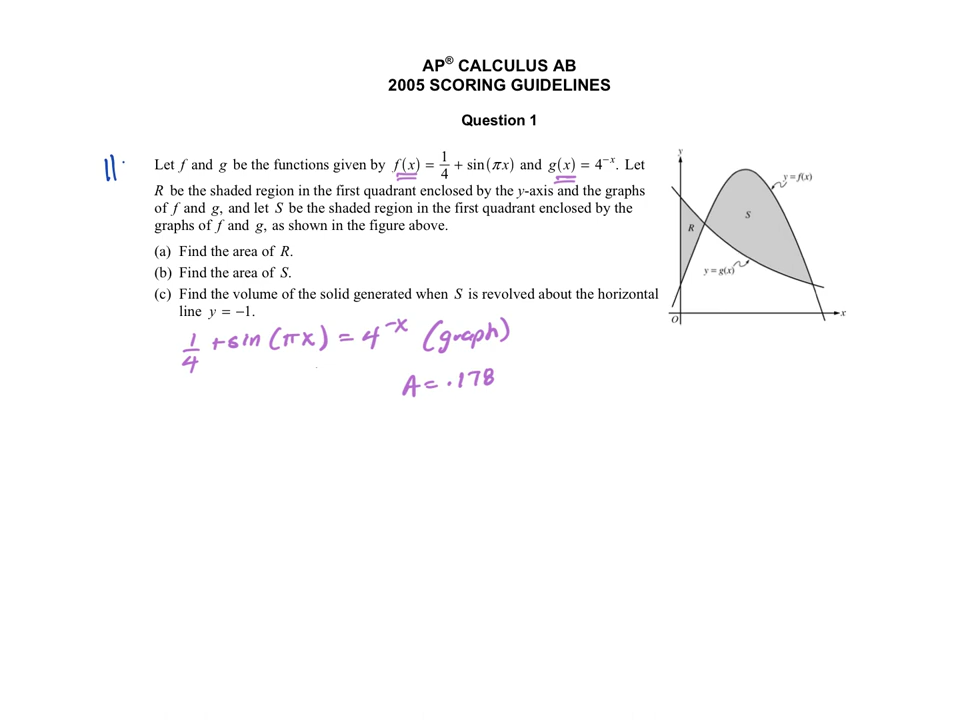 AP® CALCULUS AB
2005 SCORING GUIDELINES
Question 1
11.
Let f and g be the functions given by f(x) = 1/4 + sin(πx) and g(x) = 4^−x. Let
R be the shaded region in the first quadrant enclosed by the y-axis and the graphs
of f and g, and let S be the shaded region in the first quadrant enclosed by the
graphs of f and g, as shown in the figure above.
(a) Find the area of R.
(b) Find the area of S.
(c) Find the volume of the solid generated when S is revolved about the horizontal
line y = −1.
y
y = f(x)
S
R
y = g(x)
O
x
1/4 + sin(πx) = 4^−x (graph)
A = .178